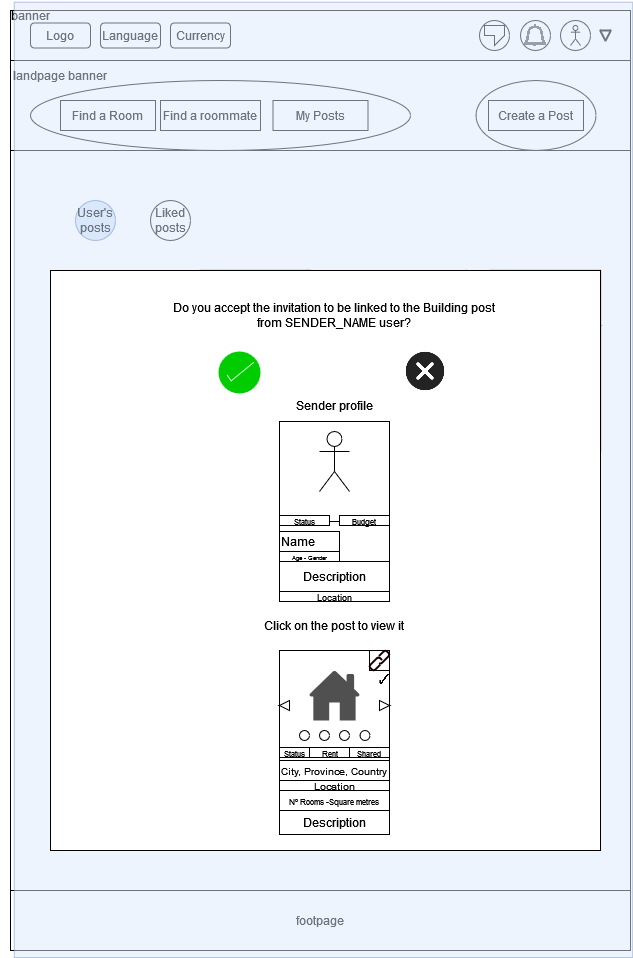 banner
Logo
Language
Currency
landpage banner
Find a Room
Find a roommate
My Posts
Create a Post
User's
posts
Liked
posts
Do you accept the invitation to be linked to the Building post
from SENDER_NAME user?
Sender profile
Status
Budget
Name
Age - Gender
Description
Location
Click on the post to view it
Status
Rent
Shared
City, Province, Country
Location
Nº Rooms -Square metres
Description
footpage